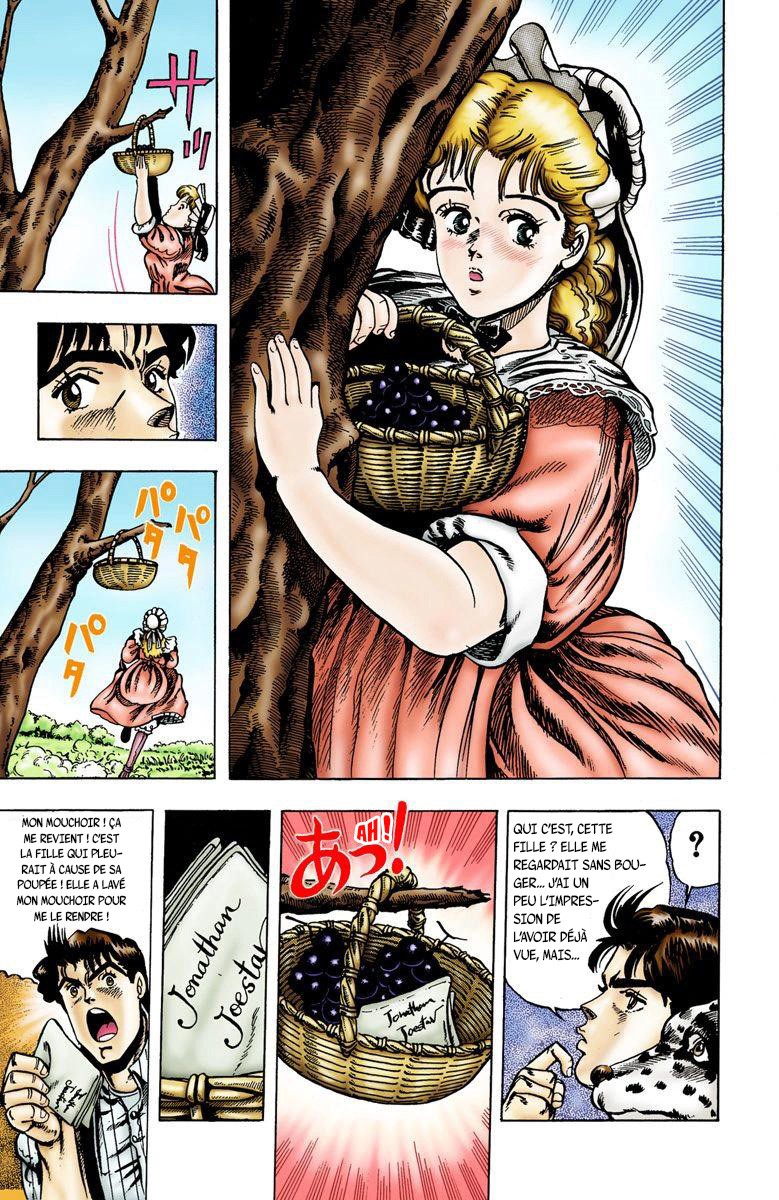 サ
ッ
パタ
パタ
パタ
?
QUI C'EST, CETTE
FILLE ? ELLE ME
REGARDAIT SANS BOU-
GER... J'AI UN
PEU L'IMPRES-
SION DE
L'AVOIR DÉJÀ
VUE, MAIS...
AH !
あっ!
Jonathan
Joestar
Jonathan
Joestar
MON MOUCHOIR ! ÇA
ME REVIENT ! C'EST
LA FILLE QUI PLEU-
RAIT À CAUSE DE SA
POUPÉE ! ELLE A LAVÉ
MON MOUCHOIR POUR
ME LE RENDRE !